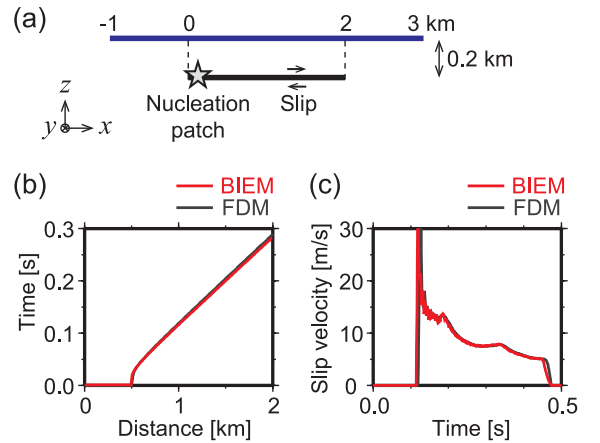 (a)
-1 0 2 3 km
0.2 km
Nucleation patch
Slip
z
y x
(b)
BIEM
FDM
0.3
0.2
0.1
0.0
Time [s]
0 1 2
Distance [km]
(c)
BIEM
FDM
30
20
10
0
Slip velocity [m/s]
0.0 0.5
Time [s]